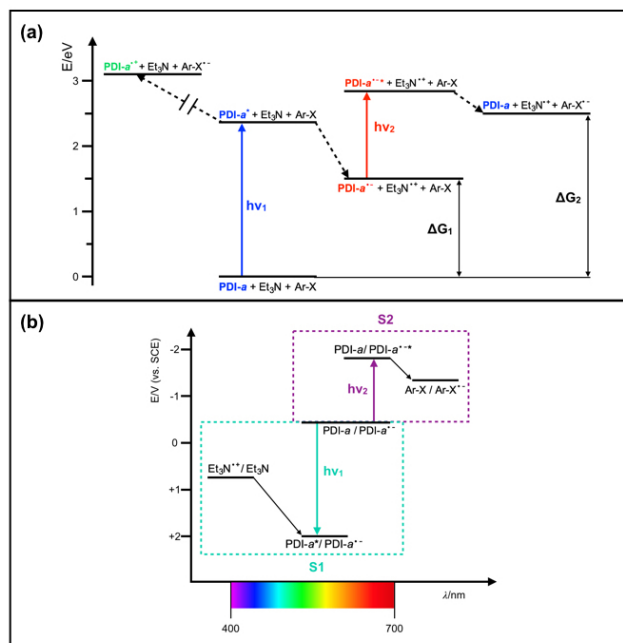 (a)
E/eV
PDI-a•+ + Et3N + Ar-X•-
PDI-a•-* + Et3N•+ + Ar-X
PDI-a* + Et3N + Ar-X
PDI-a + Et3N•+ + Ar-X•-
hν2
PDI-a•- + Et3N•+ + Ar-X
hν1
ΔG1
ΔG2
PDI-a + Et3N + Ar-X
3
2
1
0
(b)
S2
E/V (vs. SCE)
-2
-1
0
+1
+2
PDI-a/ PDI-a•-*
hν2
Ar-X / Ar-X•-
PDI-a / PDI-a•-
Et3N•+/ Et3N
hν1
PDI-a*/ PDI-a•-
S1
λ/nm
400
700